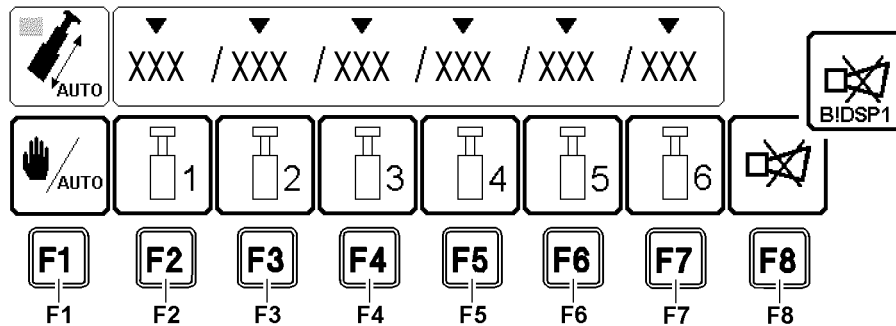 AUTO
XXX /XXX /XXX /XXX /XXX /XXX
B!DSP1
/AUTO 1 2 3 4 5 6
F1 F2 F3 F4 F5 F6 F7 F8
F1 F2 F3 F4 F5 F6 F7 F8